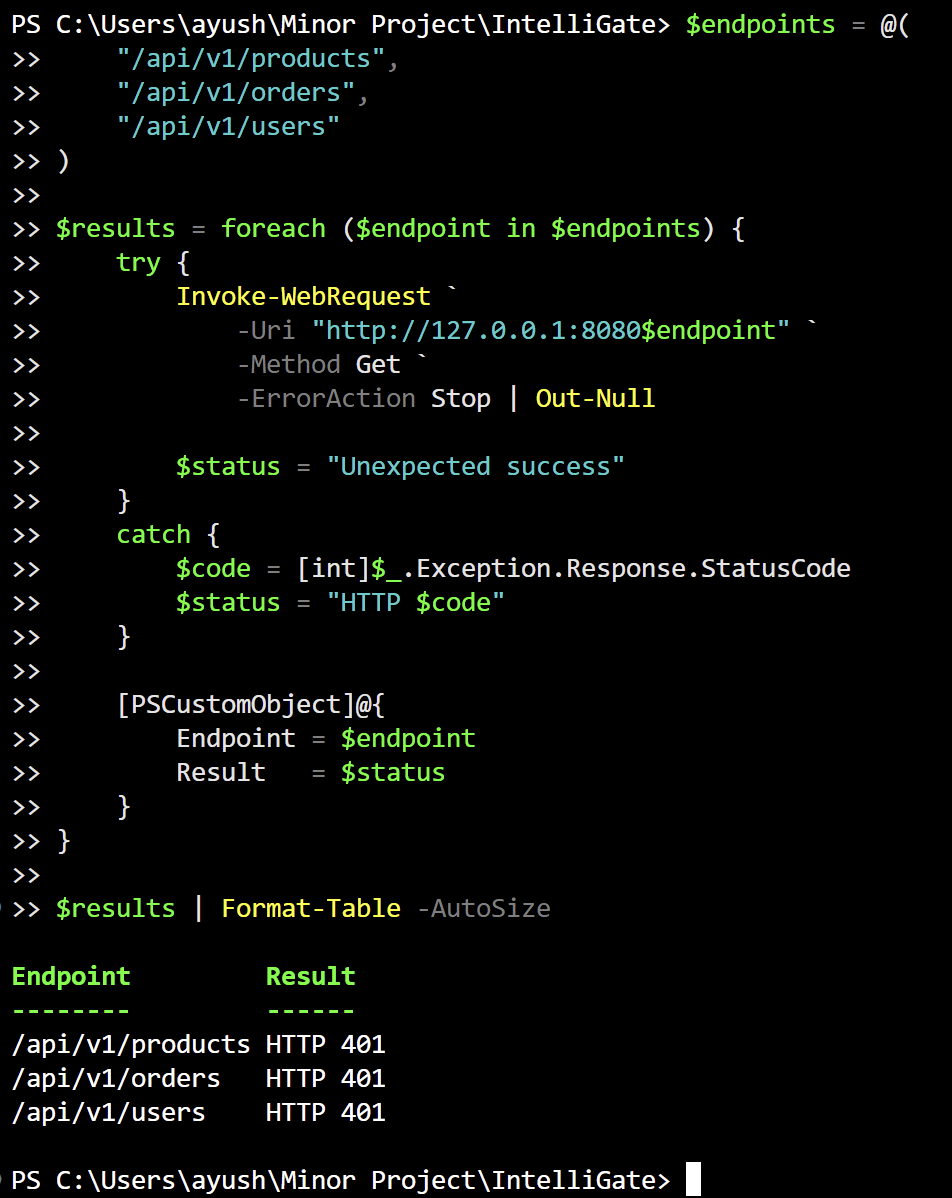 PS C:\Users\ayush\Minor Project\IntelliGate> $endpoints = @(
>>     "/api/v1/products",
>>     "/api/v1/orders",
>>     "/api/v1/users"
>> )
>>
>> $results = foreach ($endpoint in $endpoints) {
>>     try {
>>         Invoke-WebRequest `
>>             -Uri "http://127.0.0.1:8080$endpoint" `
>>             -Method Get `
>>             -ErrorAction Stop | Out-Null
>>
>>         $status = "Unexpected success"
>>     }
>>     catch {
>>         $code = [int]$_.Exception.Response.StatusCode
>>         $status = "HTTP $code"
>>     }
>>
>>     [PSCustomObject]@{
>>         Endpoint = $endpoint
>>         Result   = $status
>>     }
>> }
>>
>> $results | Format-Table -AutoSize

Endpoint         Result
--------         ------
/api/v1/products HTTP 401
/api/v1/orders   HTTP 401
/api/v1/users    HTTP 401

PS C:\Users\ayush\Minor Project\IntelliGate>